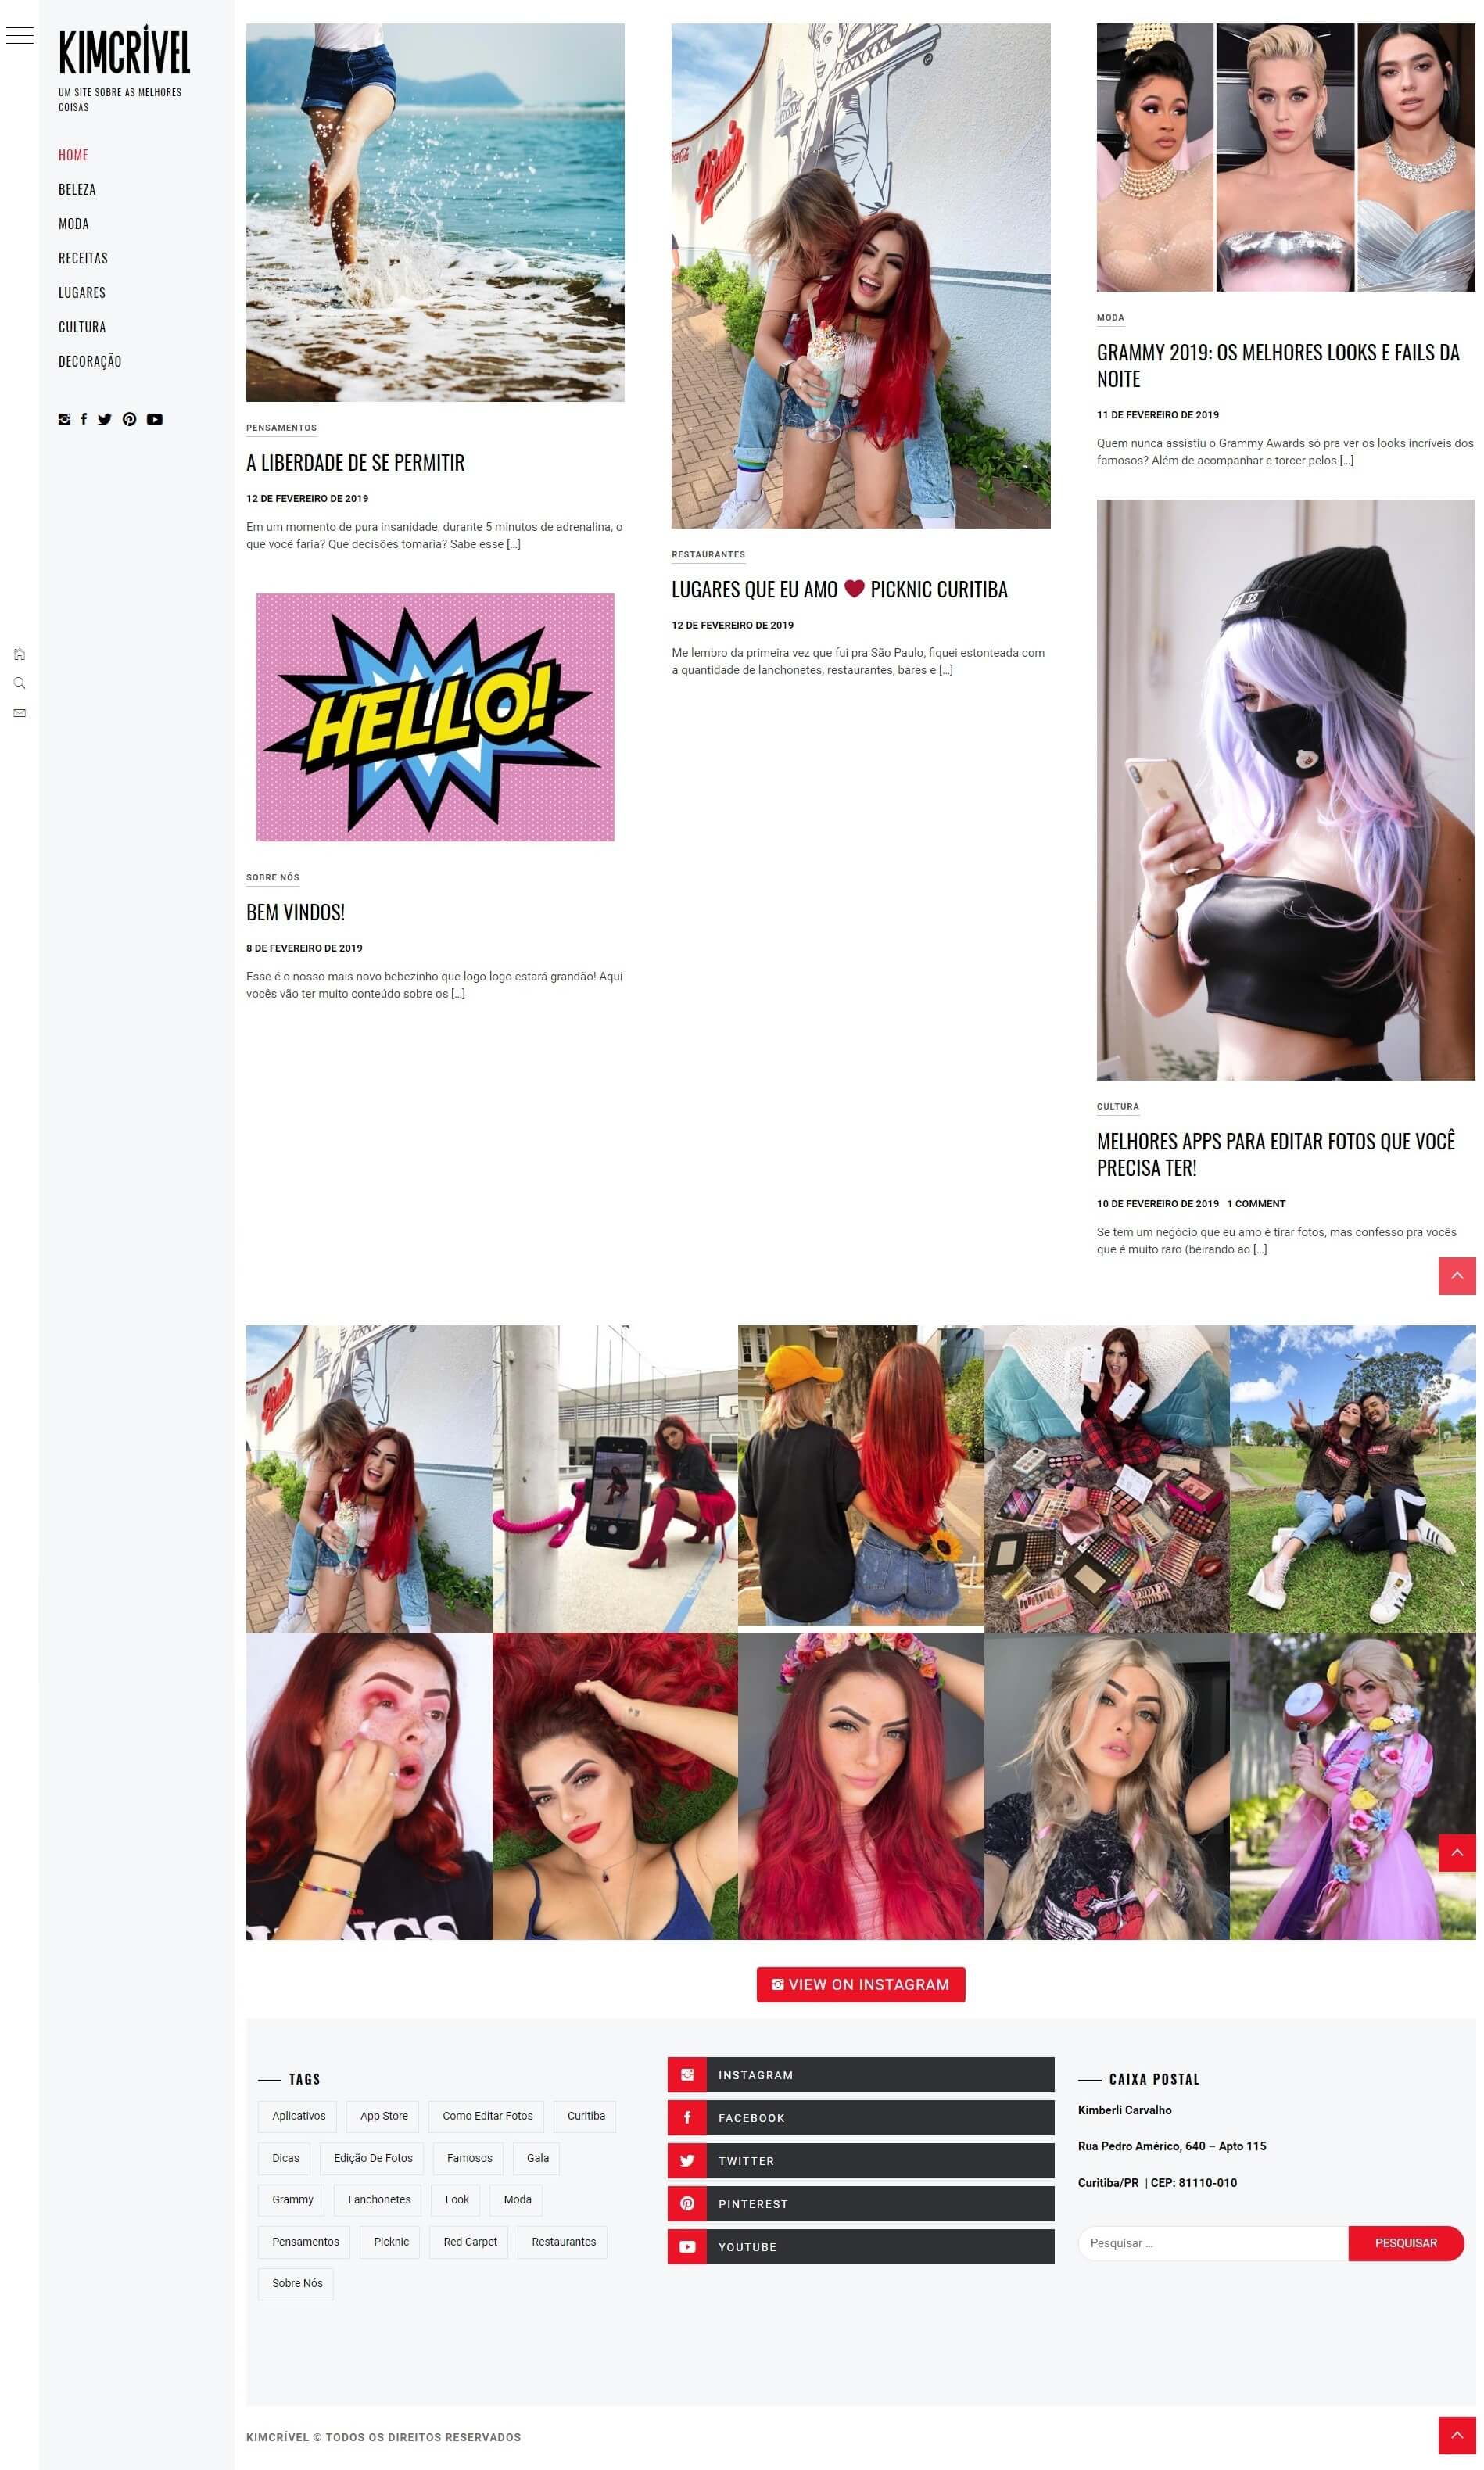 KIMCRÍVEL
UM SITE SOBRE AS MELHORES
COISAS
HOME
BELEZA
MODA
RECEITAS
LUGARES
CULTURA
DECORAÇÃO
PENSAMENTOS
A LIBERDADE DE SE PERMITIR
12 DE FEVEREIRO DE 2019
Em um momento de pura insanidade, durante 5 minutos de adrenalina, o
que você faria? Que decisões tomaria? Sabe esse [...]
HELLO!
SOBRE NÓS
BEM VINDOS!
8 DE FEVEREIRO DE 2019
Esse é o nosso mais novo bebezinho que logo logo estará grandão! Aqui
vocês vão ter muito conteúdo sobre os [...]
RESTAURANTES
LUGARES QUE EU AMO ❤ PICKNIC CURITIBA
12 DE FEVEREIRO DE 2019
Me lembro da primeira vez que fui pra São Paulo, fiquei estonteada com
a quantidade de lanchonetes, restaurantes, bares e [...]
MODA
GRAMMY 2019: OS MELHORES LOOKS E FAILS DA
NOITE
11 DE FEVEREIRO DE 2019
Quem nunca assistiu o Grammy Awards só pra ver os looks incríveis dos
famosos? Além de acompanhar e torcer pelos [...]
33
CULTURA
MELHORES APPS PARA EDITAR FOTOS QUE VOCÊ
PRECISA TER!
10 DE FEVEREIRO DE 2019 1 COMMENT
Se tem um negócio que eu amo é tirar fotos, mas confesso pra vocês
que é muito raro (beirando ao [...]
VIEW ON INSTAGRAM
TAGS
Aplicativos App Store Como Editar Fotos Curitiba
Dicas Edição De Fotos Famosos Gala
Grammy Lanchonetes Look Moda
Pensamentos Picknic Red Carpet Restaurantes
Sobre Nós
INSTAGRAM
FACEBOOK
TWITTER
PINTEREST
YOUTUBE
CAIXA POSTAL
Kimberli Carvalho
Rua Pedro Américo, 640 – Apto 115
Curitiba/PR | CEP: 81110-010
Pesquisar ...
PESQUISAR
KIMCRÍVEL © TODOS OS DIREITOS RESERVADOS